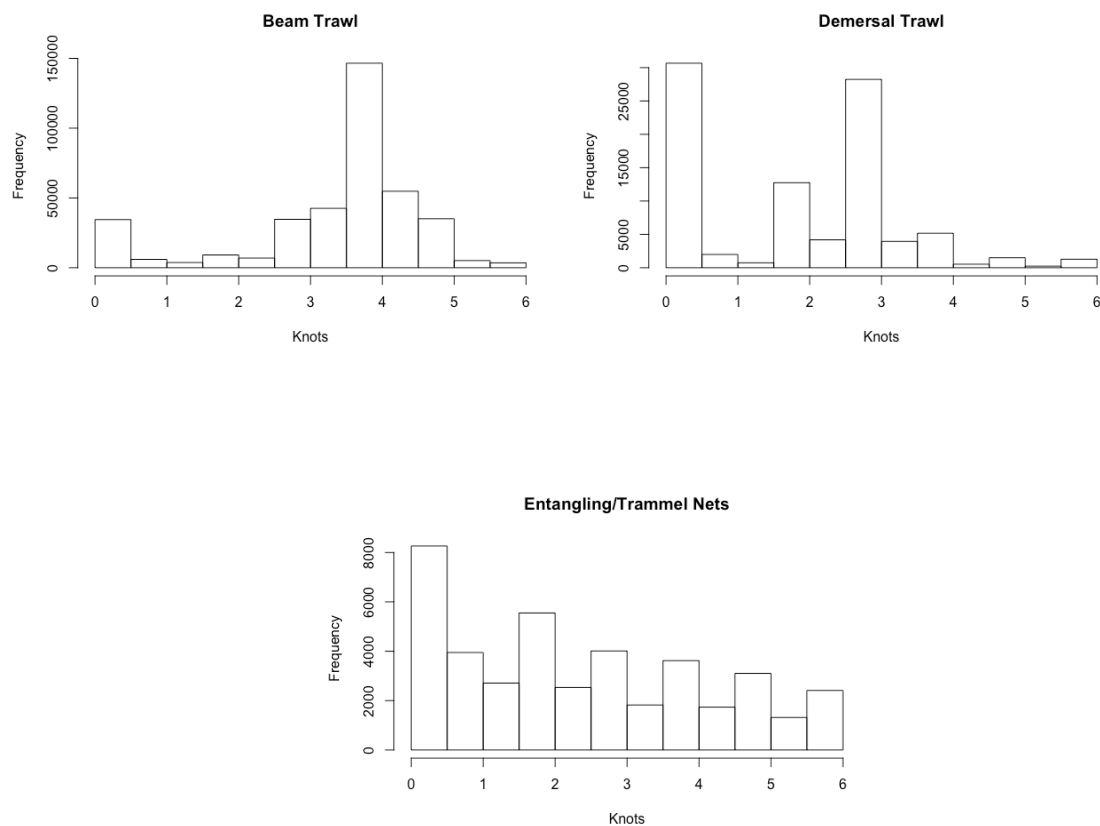 Beam Trawl
Frequency
150000
100000
50000
0
0 1 2 3 4 5 6
Knots
Demersal Trawl
Frequency
25000
15000
5000
0
0 1 2 3 4 5 6
Knots
Entangling/Trammel Nets
Frequency
8000
6000
4000
2000
0
0 1 2 3 4 5 6
Knots